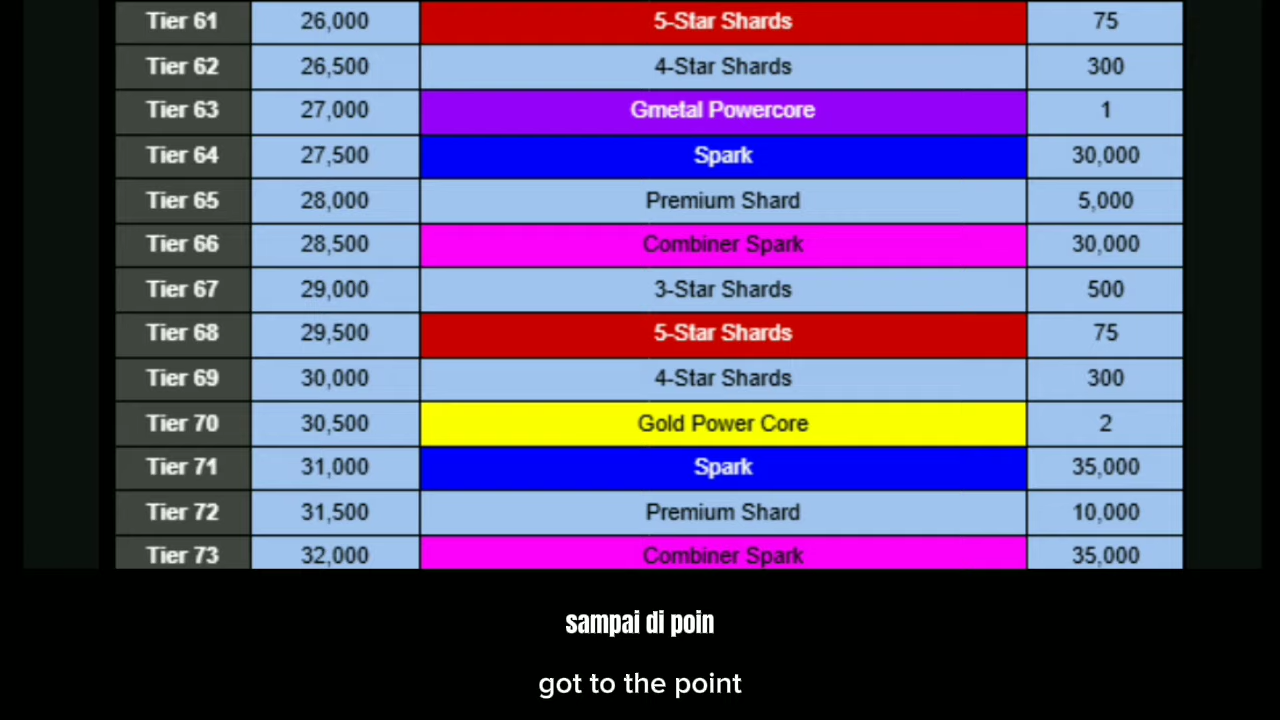 Tier 61 26,000 5-Star Shards 75
Tier 62 26,500 4-Star Shards 300
Tier 63 27,000 Gmetal Powercore 1
Tier 64 27,500 Spark 30,000
Tier 65 28,000 Premium Shard 5,000
Tier 66 28,500 Combiner Spark 30,000
Tier 67 29,000 3-Star Shards 500
Tier 68 29,500 5-Star Shards 75
Tier 69 30,000 4-Star Shards 300
Tier 70 30,500 Gold Power Core 2
Tier 71 31,000 Spark 35,000
Tier 72 31,500 Premium Shard 10,000
Tier 73 32,000 Combiner Spark 35,000
sampai di poin
got to the point